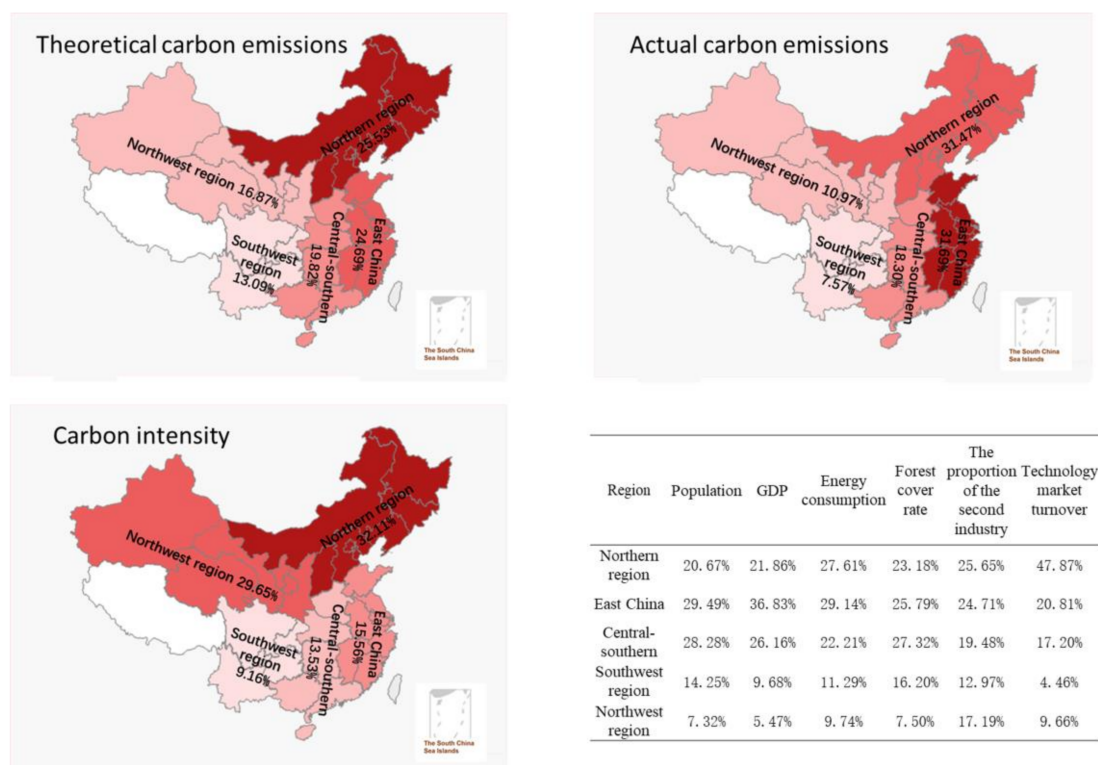 Theoretical carbon emissions
Northern region
25.53%
Northwest region 16.87%
East China
24.69%
Central-southern
19.82%
Southwest
region
13.09%
The South China
Sea Islands
Actual carbon emissions
Northern region
31.47%
Northwest region 10.97%
East China
31.69%
Central-southern
18.30%
Southwest
region
7.57%
The South China
Sea Islands
Carbon intensity
Northern region
32.11%
Northwest region 29.65%
East China
15.56%
Central-southern
13.53%
Southwest
region
9.16%
The South China
Sea Islands
Region Population GDP Energy consumption Forest cover rate The proportion of the second industry Technology market turnover
Northern region 20.67% 21.86% 27.61% 23.18% 25.65% 47.87%
East China 29.49% 36.83% 29.14% 25.79% 24.71% 20.81%
Central-southern 28.28% 26.16% 22.21% 27.32% 19.48% 17.20%
Southwest region 14.25% 9.68% 11.29% 16.20% 12.97% 4.46%
Northwest region 7.32% 5.47% 9.74% 7.50% 17.19% 9.66%